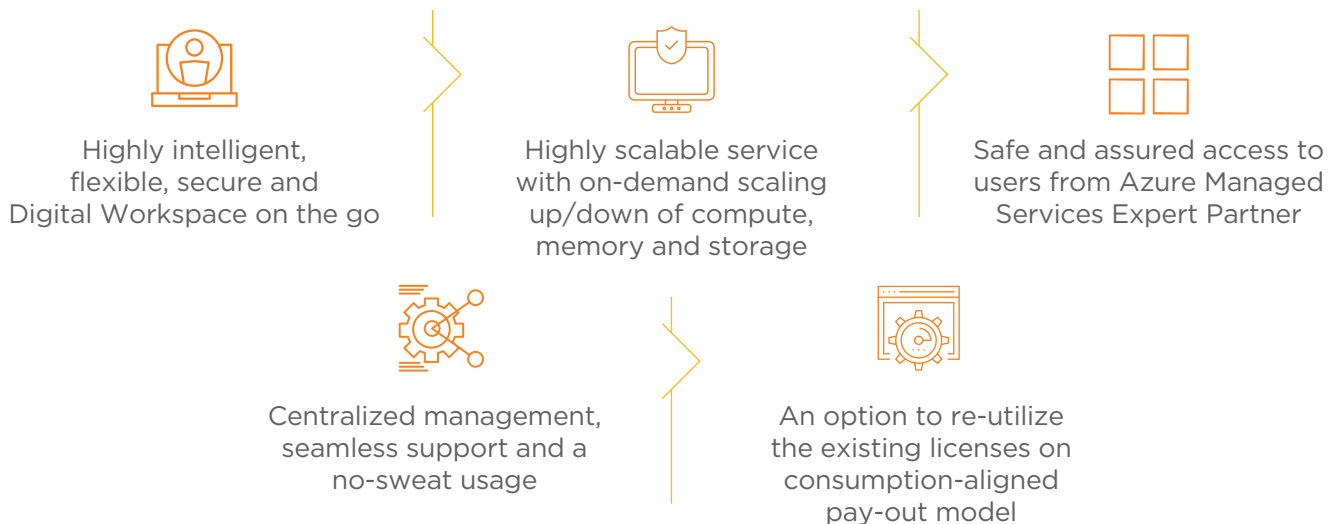 Highly intelligent,
flexible, secure and
Digital Workspace on the go
Highly scalable service
with on-demand scaling
up/down of compute,
memory and storage
Safe and assured access to
users from Azure Managed
Services Expert Partner
Centralized management,
seamless support and a
no-sweat usage
An option to re-utilize
the existing licenses on
consumption-aligned
pay-out model